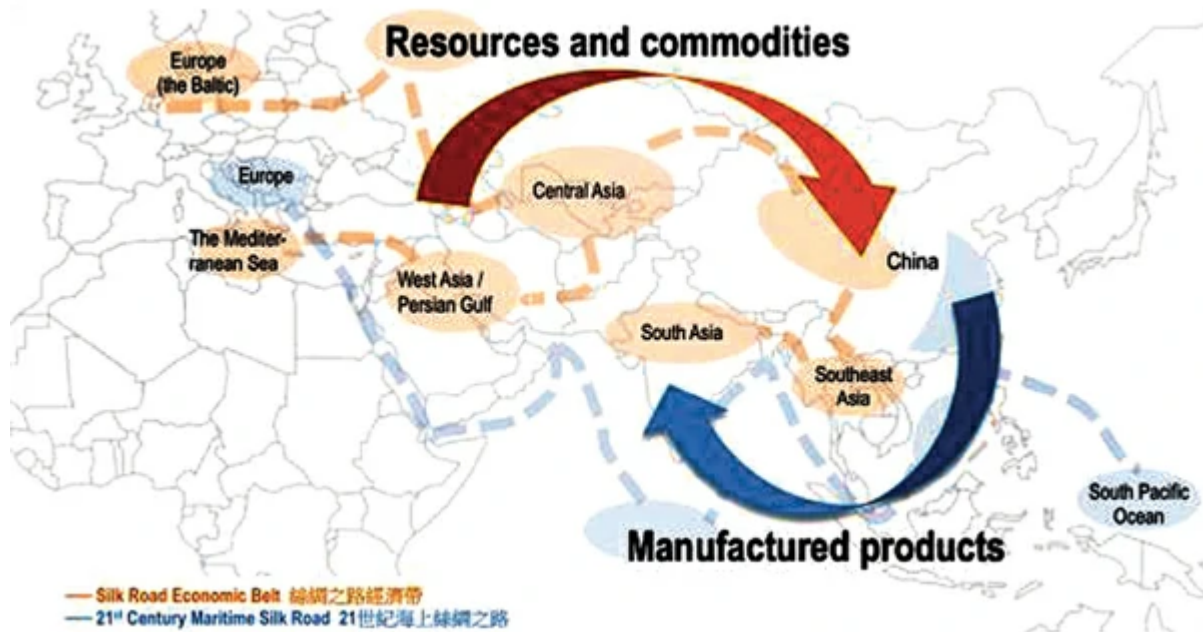 Resources and commodities
Europe
(the Baltic)
Europe
Central Asia
The Mediter-
ranean Sea
West Asia /
Persian Gulf
China
South Asia
Southeast
Asia
South Pacific
Ocean
Manufactured products
Silk Road Economic Belt 絲綢之路經濟帶
21st Century Maritime Silk Road 21世紀海上絲綢之路